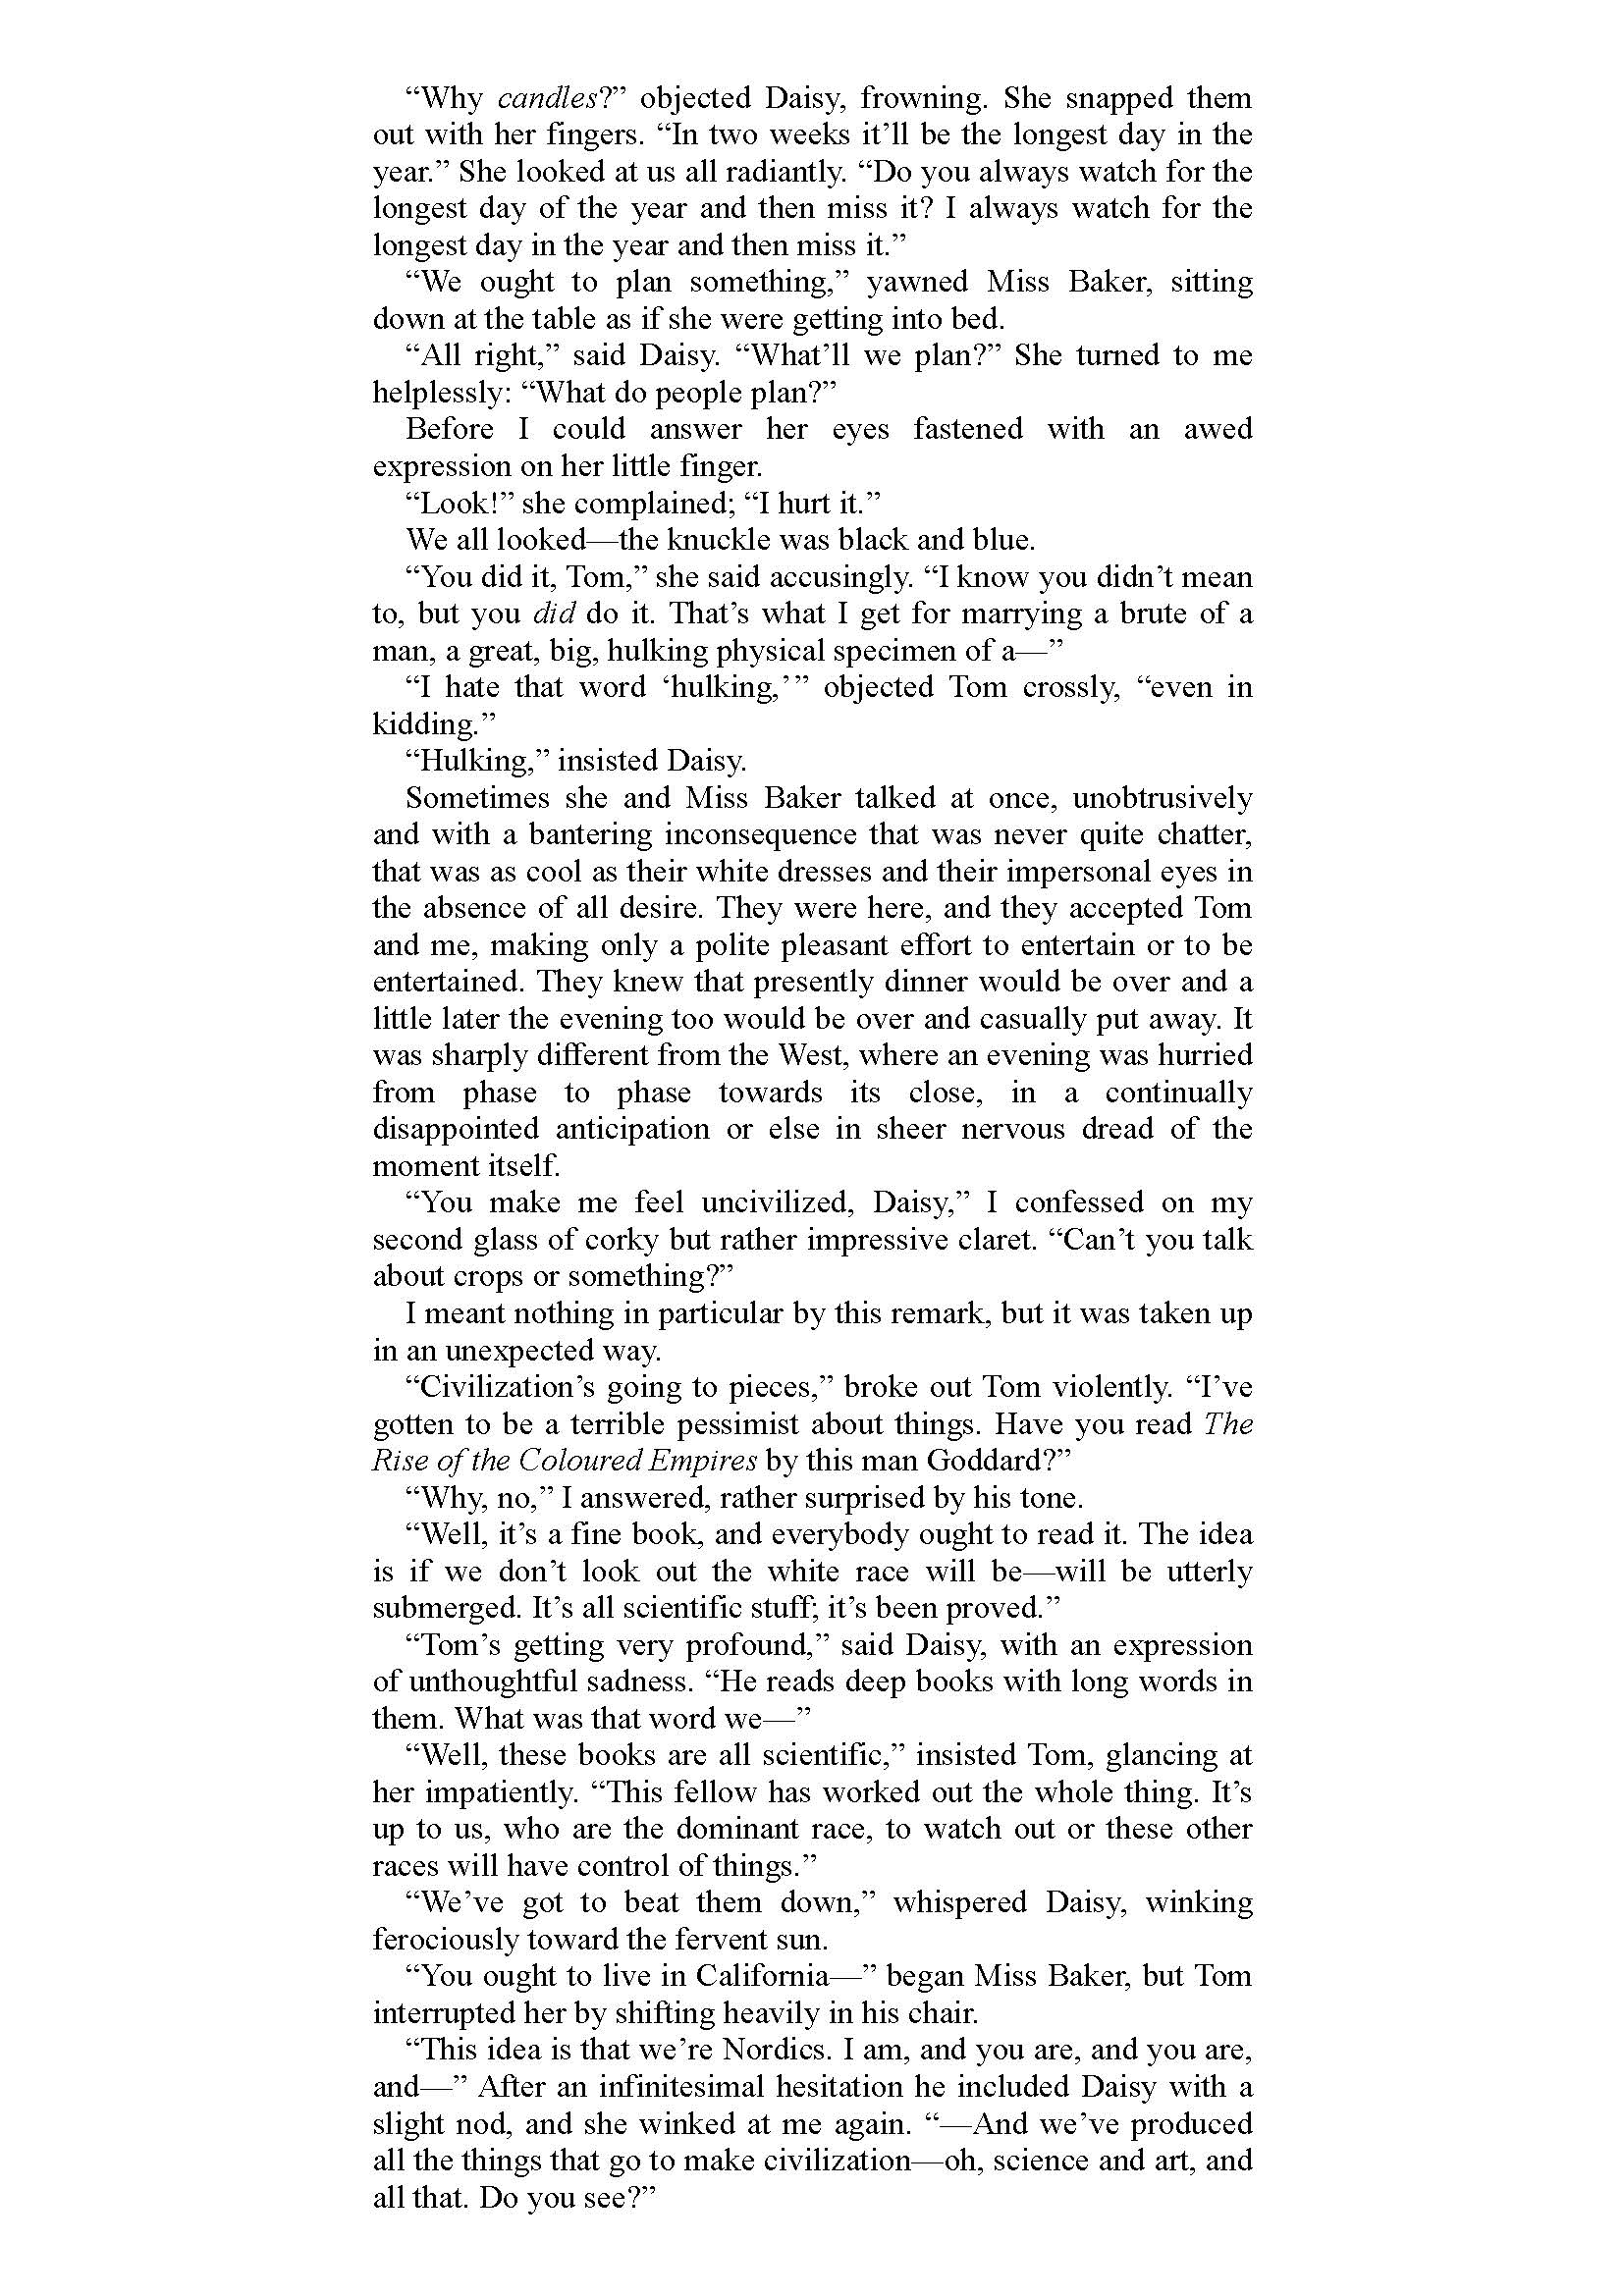 “Why candles?” objected Daisy, frowning. She snapped them
out with her fingers. “In two weeks it’ll be the longest day in the
year.” She looked at us all radiantly. “Do you always watch for the
longest day of the year and then miss it? I always watch for the
longest day in the year and then miss it.”
“We ought to plan something,” yawned Miss Baker, sitting
down at the table as if she were getting into bed.
“All right,” said Daisy. “What’ll we plan?” She turned to me
helplessly: “What do people plan?”
Before I could answer her eyes fastened with an awed
expression on her little finger.
“Look!” she complained; “I hurt it.”
We all looked—the knuckle was black and blue.
“You did it, Tom,” she said accusingly. “I know you didn’t mean
to, but you did do it. That’s what I get for marrying a brute of a
man, a great, big, hulking physical specimen of a—”
“I hate that word ‘hulking,’” objected Tom crossly, “even in
kidding.”
“Hulking,” insisted Daisy.
Sometimes she and Miss Baker talked at once, unobtrusively
and with a bantering inconsequence that was never quite chatter,
that was as cool as their white dresses and their impersonal eyes in
the absence of all desire. They were here, and they accepted Tom
and me, making only a polite pleasant effort to entertain or to be
entertained. They knew that presently dinner would be over and a
little later the evening too would be over and casually put away. It
was sharply different from the West, where an evening was hurried
from phase to phase towards its close, in a continually
disappointed anticipation or else in sheer nervous dread of the
moment itself.
“You make me feel uncivilized, Daisy,” I confessed on my
second glass of corky but rather impressive claret. “Can’t you talk
about crops or something?”
I meant nothing in particular by this remark, but it was taken up
in an unexpected way.
“Civilization’s going to pieces,” broke out Tom violently. “I’ve
gotten to be a terrible pessimist about things. Have you read The
Rise of the Coloured Empires by this man Goddard?”
“Why, no,” I answered, rather surprised by his tone.
“Well, it’s a fine book, and everybody ought to read it. The idea
is if we don’t look out the white race will be—will be utterly
submerged. It’s all scientific stuff; it’s been proved.”
“Tom’s getting very profound,” said Daisy, with an expression
of unthoughtful sadness. “He reads deep books with long words in
them. What was that word we—”
“Well, these books are all scientific,” insisted Tom, glancing at
her impatiently. “This fellow has worked out the whole thing. It’s
up to us, who are the dominant race, to watch out or these other
races will have control of things.”
“We’ve got to beat them down,” whispered Daisy, winking
ferociously toward the fervent sun.
“You ought to live in California—” began Miss Baker, but Tom
interrupted her by shifting heavily in his chair.
“This idea is that we’re Nordics. I am, and you are, and you are,
and—” After an infinitesimal hesitation he included Daisy with a
slight nod, and she winked at me again. “—And we’ve produced
all the things that go to make civilization—oh, science and art, and
all that. Do you see?”